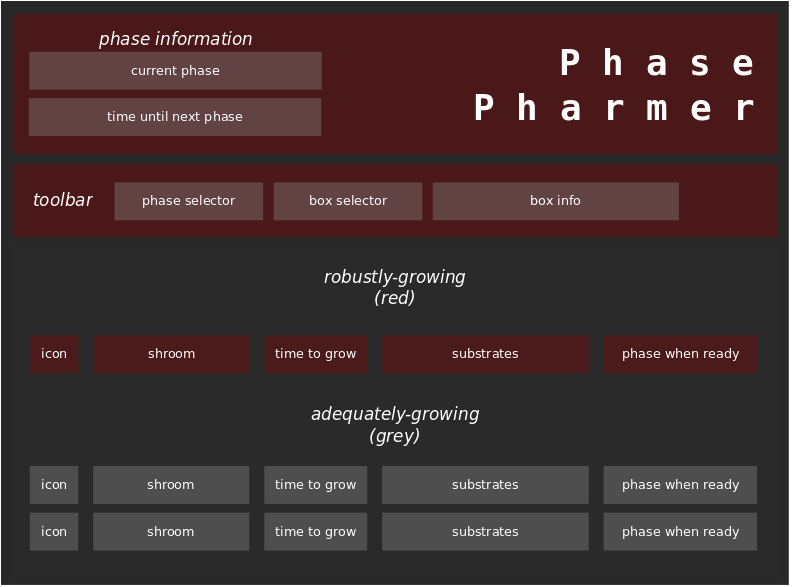 phase information
current phase
time until next phase
P h a s e
P h a r m e r
toolbar
phase selector
box selector
box info
robustly-growing
(red)
icon shroom time to grow substrates phase when ready
adequately-growing
(grey)
icon shroom time to grow substrates phase when ready
icon shroom time to grow substrates phase when ready